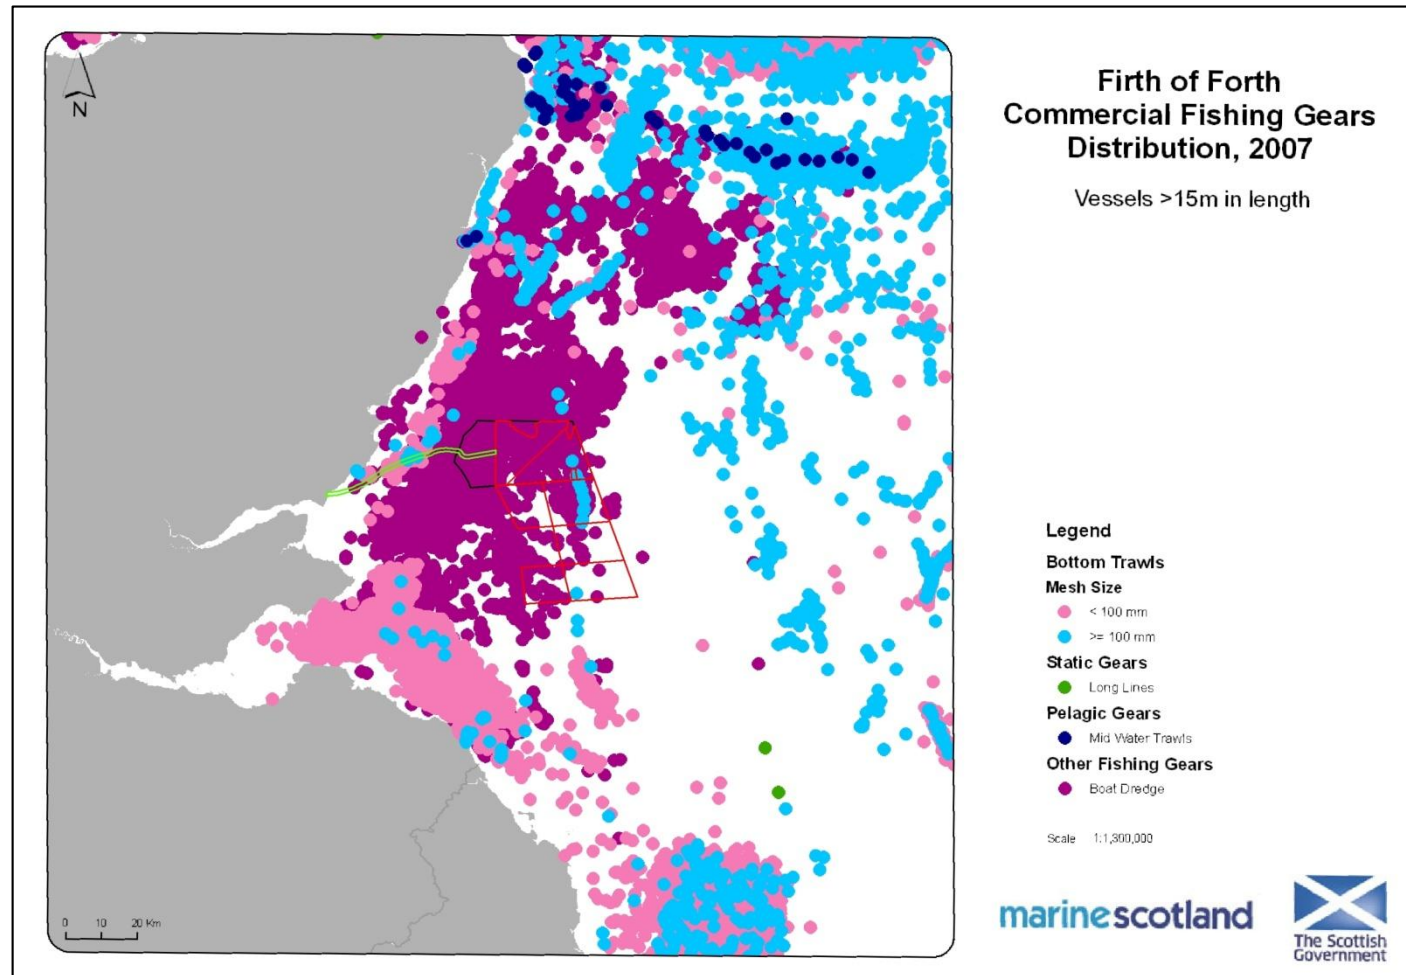 Firth of Forth
Commercial Fishing Gears
Distribution, 2007
Vessels >15m in length
N
Legend
Bottom Trawls
Mesh Size
< 100 mm
>= 100 mm
Static Gears
Long Lines
Pelagic Gears
Mid Water Trawls
Other Fishing Gears
Boat Dredge
Scale 1:1,300,000
0 10 20 Km
marinescotland
The Scottish
Government